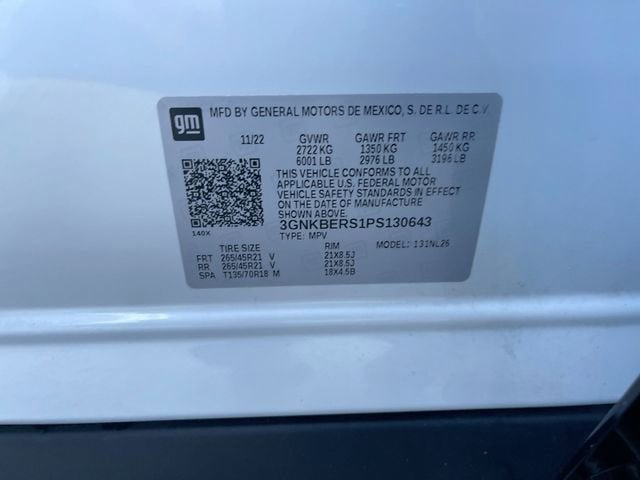 gm MFD BY GENERAL MOTORS DE MEXICO, S. DE R.L. DE C.V.
11/22 GVWR GAWR FRT GAWR RR
2722 KG 1350 KG 1450 KG
6001 LB 2976 LB 3196 LB
THIS VEHICLE CONFORMS TO ALL
APPLICABLE U.S. FEDERAL MOTOR
VEHICLE SAFETY STANDARDS IN EFFECT
ON THE DATE OF MANUFACTURE
SHOWN ABOVE.
3GNKBERS1PS130643
140X TYPE: MPV MODEL: 131NL26
TIRE SIZE RIM
FRT 265/45R21 V 21X8.5J
RR 265/45R21 V 21X8.5J
SPA T135/70R18 M 18X4.5B